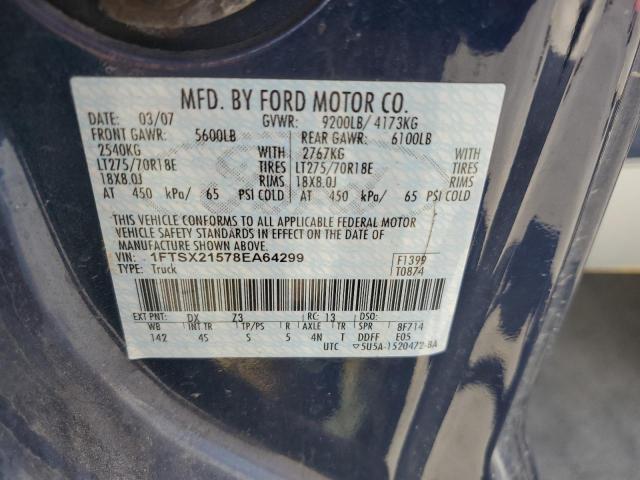 MFD. BY FORD MOTOR CO.
DATE: 03/07 GVWR: 9200LB/ 4173KG
FRONT GAWR: 5600LB REAR GAWR: 6100LB
2540KG WITH 2767KG WITH
LT275/70R18E TIRES LT275/70R18E TIRES
18X8.0J RIMS 18X8.0J RIMS
AT 450 kPa/ 65 PSI COLD AT 450 kPa/ 65 PSI COLD
THIS VEHICLE CONFORMS TO ALL APPLICABLE FEDERAL MOTOR
VEHICLE SAFETY STANDARDS IN EFFECT ON THE DATE OF
MANUFACTURE SHOWN ABOVE.
VIN: 1FTSX21578EA64299 F1399
TYPE: Truck T0874
EXT PNT: DX Z3 RC: 13 DSO:
WB INT TR TP/PS R AXLE TR SPR 8F714
142 4S S 5 4N T DDFF E05
UTC ▽5U5A-1520472-BA